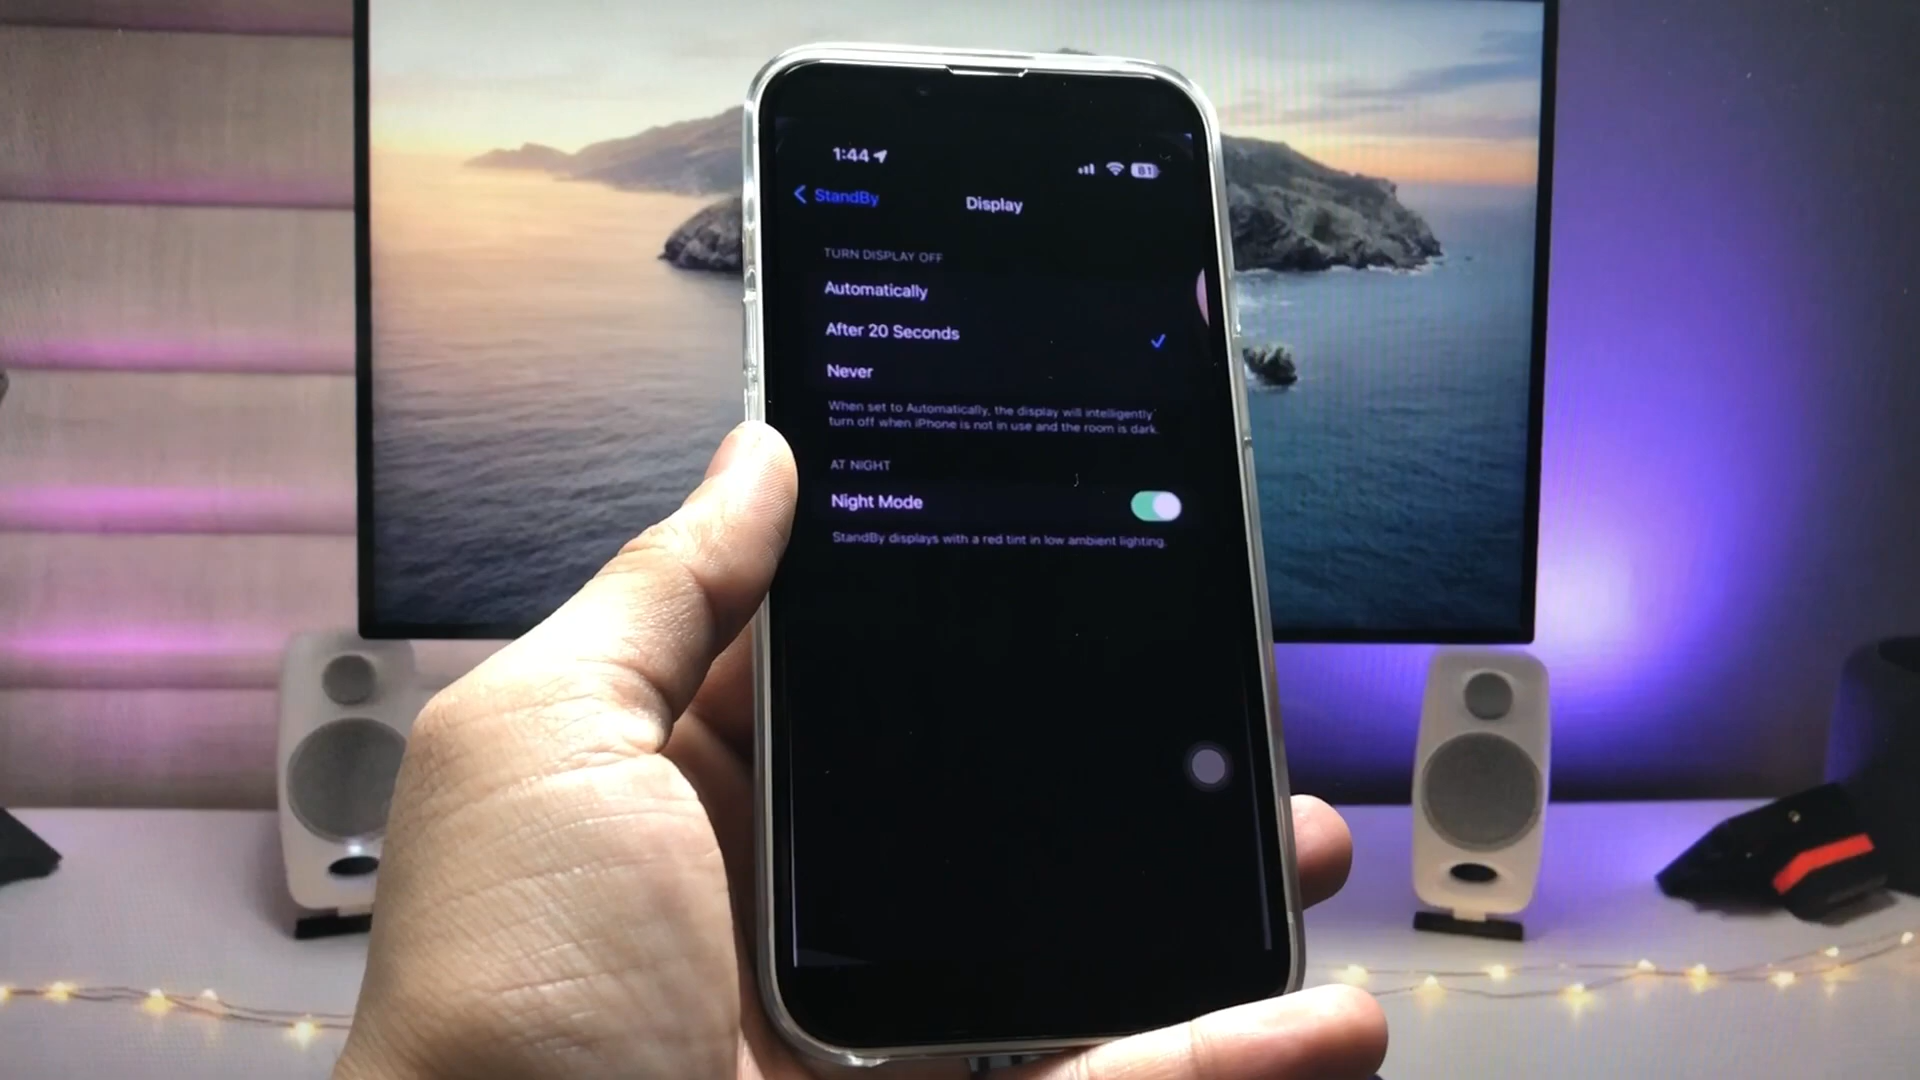 1:44
81
StandBy
Display
TURN DISPLAY OFF
Automatically
After 20 Seconds
Never
When set to Automatically, the display will intelligently
turn off when iPhone is not in use and the room is dark.
AT NIGHT
Night Mode
StandBy displays with a red tint in low ambient lighting.